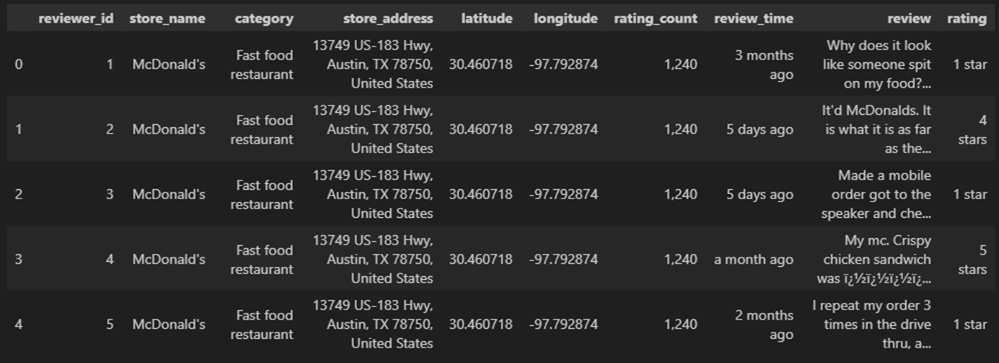 reviewer_id store_name category store_address latitude longitude rating_count review_time review rating
0 1 McDonald's Fast food restaurant 13749 US-183 Hwy, Austin, TX 78750, United States 30.460718 -97.792874 1,240 3 months ago Why does it look like someone spit on my food?... 1 star
1 2 McDonald's Fast food restaurant 13749 US-183 Hwy, Austin, TX 78750, United States 30.460718 -97.792874 1,240 5 days ago It'd McDonalds. It is what it is as far as the... 4 stars
2 3 McDonald's Fast food restaurant 13749 US-183 Hwy, Austin, TX 78750, United States 30.460718 -97.792874 1,240 5 days ago Made a mobile order got to the speaker and che... 1 star
3 4 McDonald's Fast food restaurant 13749 US-183 Hwy, Austin, TX 78750, United States 30.460718 -97.792874 1,240 a month ago My mc. Crispy chicken sandwich was ï¿½ï¿½ï¿½ï¿... 5 stars
4 5 McDonald's Fast food restaurant 13749 US-183 Hwy, Austin, TX 78750, United States 30.460718 -97.792874 1,240 2 months ago I repeat my order 3 times in the drive thru, a... 1 star